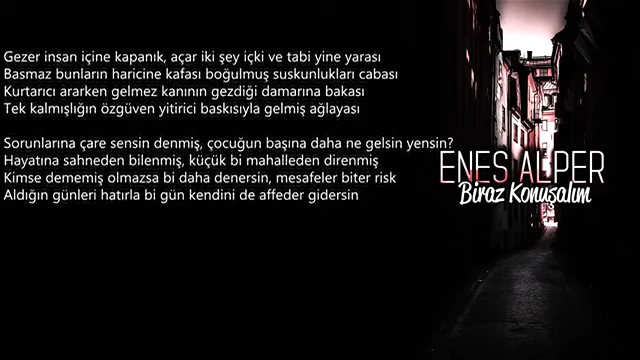 Gezer insan içine kapanık, açar iki şey içki ve tabi yine yarası
Basmaz bunların haricine kafası boğulmuş suskunlukları cabası
Kurtarıcı ararken gelmez kanının gezdiği damarına bakası
Tek kalmışlığın özgüven yitirici baskısıyla gelmiş ağlayası
Sorunlarına çare sensin denmiş, çocuğun başına daha ne gelsin yensin?
Hayatına sahneden bilenmiş, küçük bi mahalleden direnmiş
Kimse dememiş olmazsa bi daha denersin, mesafeler biter risk
Aldığın günleri hatırla bi gün kendini de affeder gidersin
ENES ALPER
Biraz Konuşalım